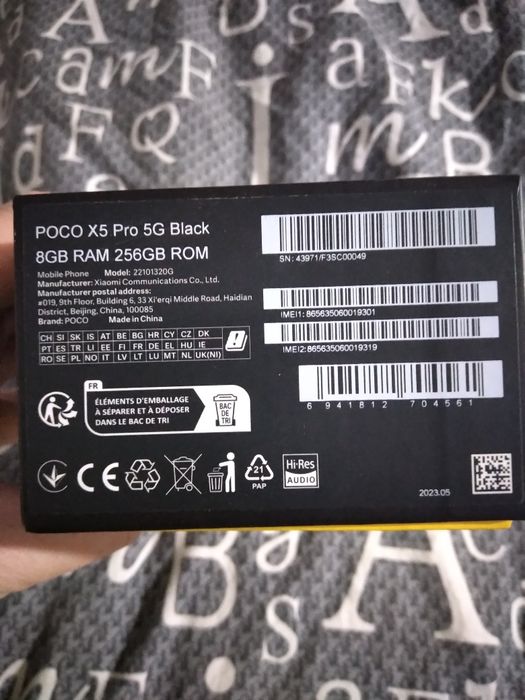 POCO X5 Pro 5G Black
8GB RAM 256GB ROM
Mobile Phone Model: 22101320G
Manufacturer: Xiaomi Communications Co., Ltd.
Manufacturer postal address:
#019, 9th Floor, Building 6, 33 Xi'erqi Middle Road, Haidian
District, Beijing, China, 100085
Brand: POCO Made in China
CH SI SK IS AT BE BG HR CY CZ DK
PT ES TR LI EE FI FR DE EL HU IE
RO SE PL NO IT LV LT LU MT NL UK(NI)
SN: 43971/F3SC00049
IMEI1: 865635060019301
IMEI2: 865635060019319
6 941812 704561
FR
ÉLÉMENTS D'EMBALLAGE
À SÉPARER ET À DÉPOSER
DANS LE BAC DE TRI
BAC
DE
TRI
CE
21
PAP
Hi-Res
AUDIO
2023.05